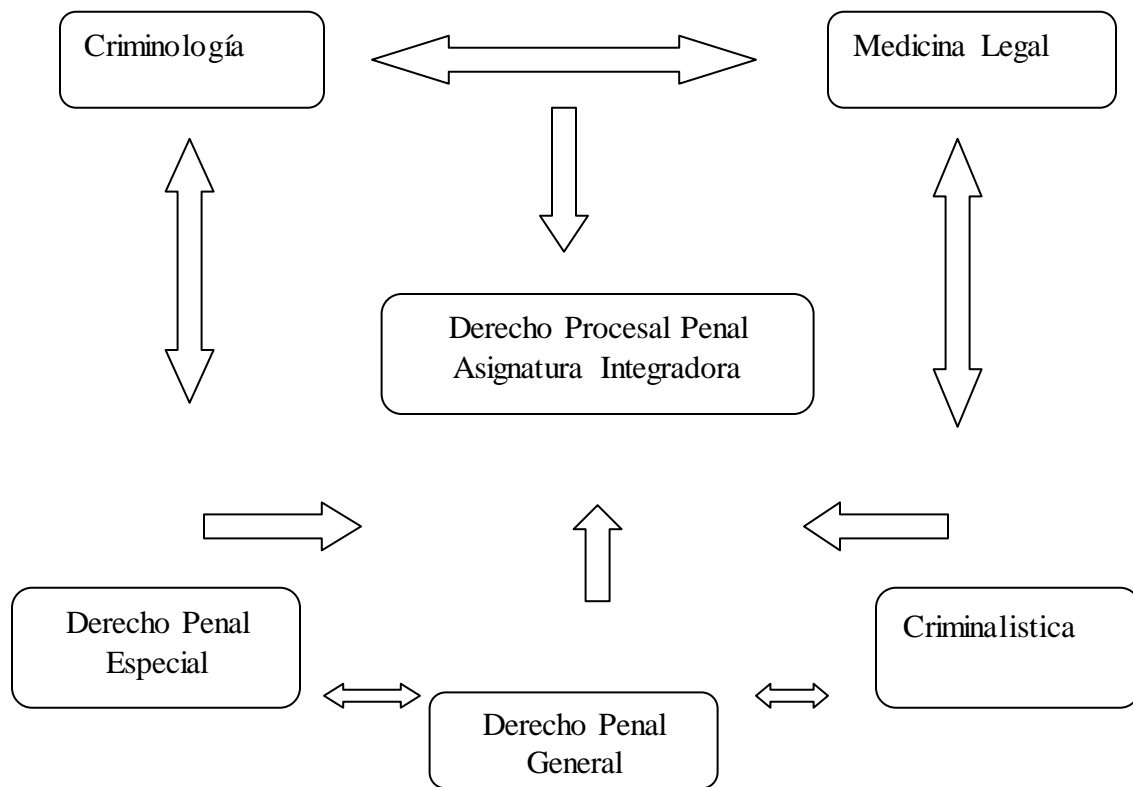 Criminología
Medicina Legal
Derecho Procesal Penal
Asignatura Integradora
Derecho Penal
Especial
Criminalistica
Derecho Penal
General